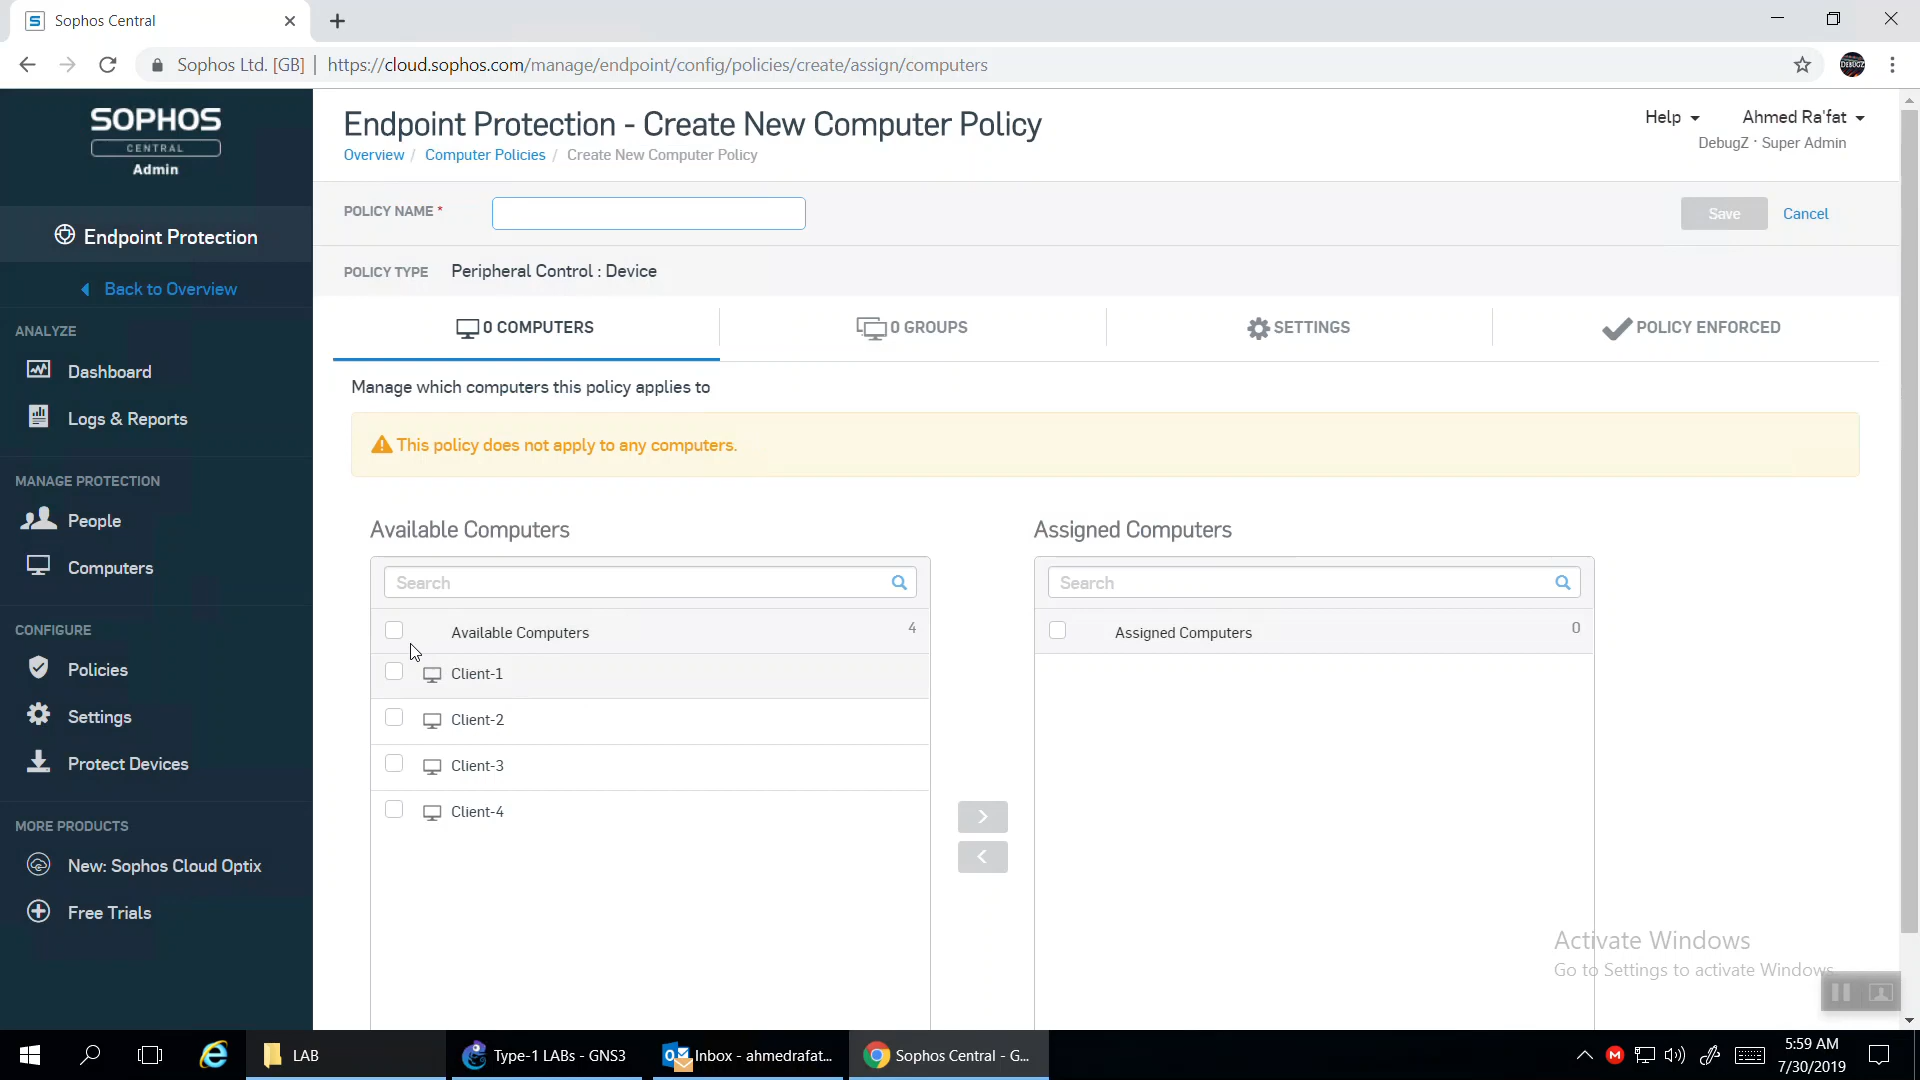 Sophos Central
Sophos Ltd. [GB] | https://cloud.sophos.com/manage/endpoint/config/policies/create/assign/computers
SOPHOS
CENTRAL
Admin
Endpoint Protection
Back to Overview
ANALYZE
Dashboard
Logs & Reports
MANAGE PROTECTION
People
Computers
CONFIGURE
Policies
Settings
Protect Devices
MORE PRODUCTS
New: Sophos Cloud Optix
Free Trials
Endpoint Protection - Create New Computer Policy
Overview / Computer Policies / Create New Computer Policy
Help
Ahmed Ra'fat
DebugZ · Super Admin
POLICY NAME *
Save
Cancel
POLICY TYPE Peripheral Control : Device
0 COMPUTERS
0 GROUPS
SETTINGS
POLICY ENFORCED
Manage which computers this policy applies to
This policy does not apply to any computers.
Available Computers
Search
Available Computers 4
Client-1
Client-2
Client-3
Client-4
Assigned Computers
Search
Assigned Computers 0
Activate Windows
Go to Settings to activate Windows.
LAB
Type-1 LABs - GNS3
Inbox - ahmedrafat...
Sophos Central - G...
5:59 AM
7/30/2019